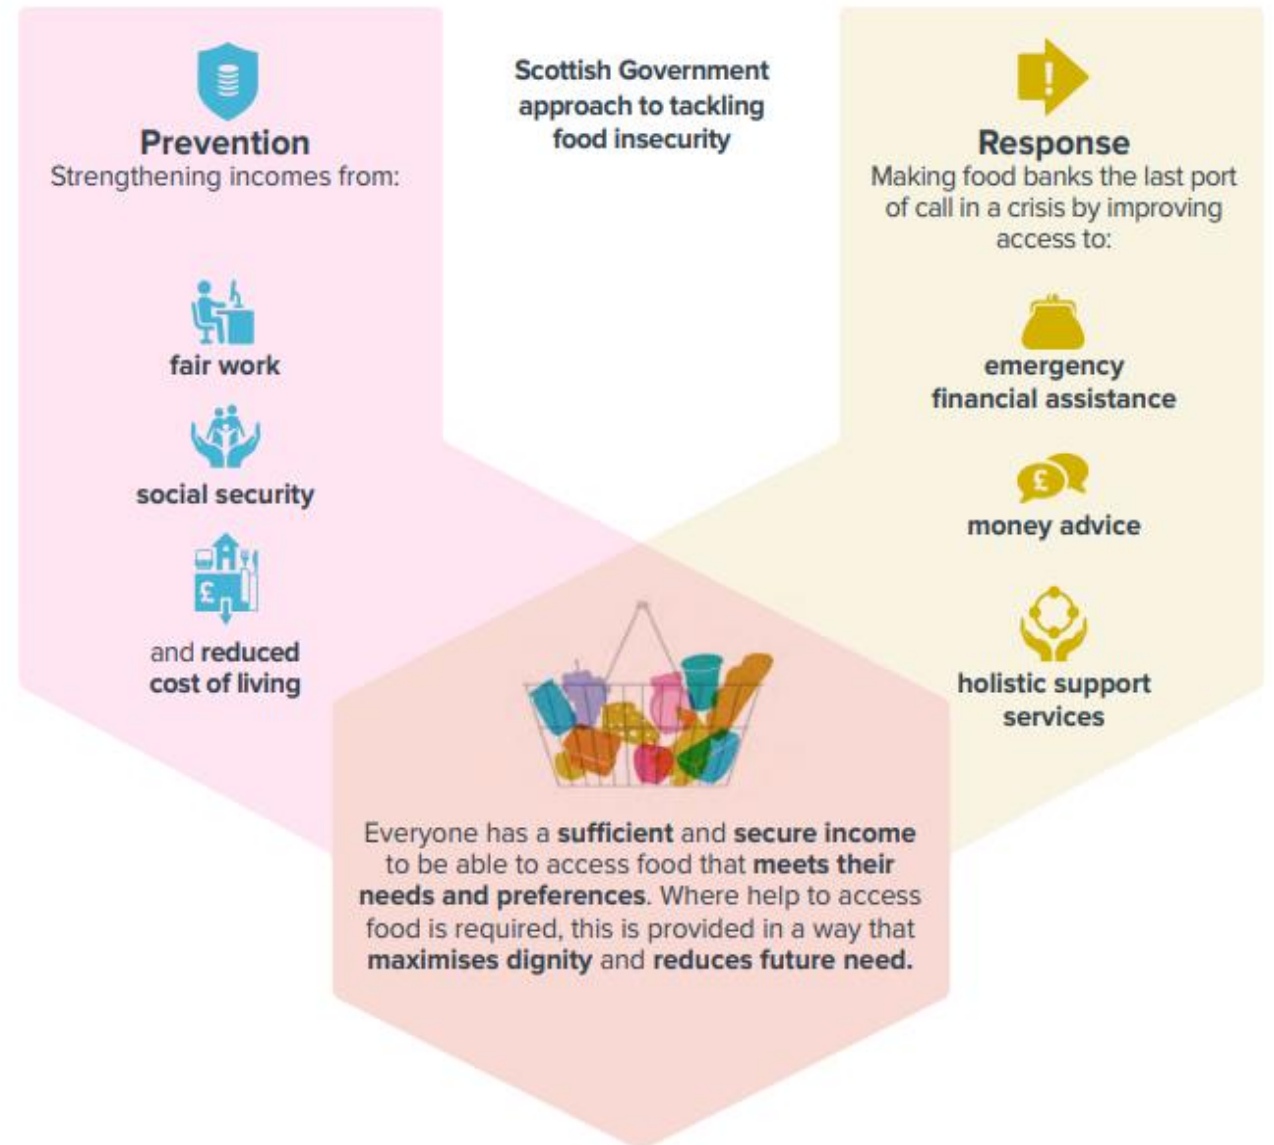 Scottish Government
approach to tackling
food insecurity
Prevention
Strengthening incomes from:
fair work
social security
£
and reduced
cost of living
!
Response
Making food banks the last port
of call in a crisis by improving
access to:
emergency
financial assistance
£
money advice
holistic support
services
Everyone has a sufficient and secure income
to be able to access food that meets their
needs and preferences. Where help to access
food is required, this is provided in a way that
maximises dignity and reduces future need.